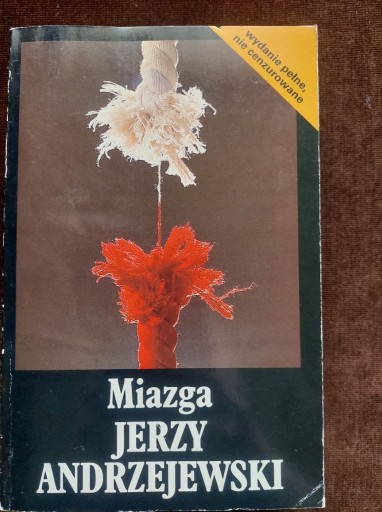 wydanie pełne,
nie cenzurowane
Miazga
JERZY
ANDRZEJEWSKI